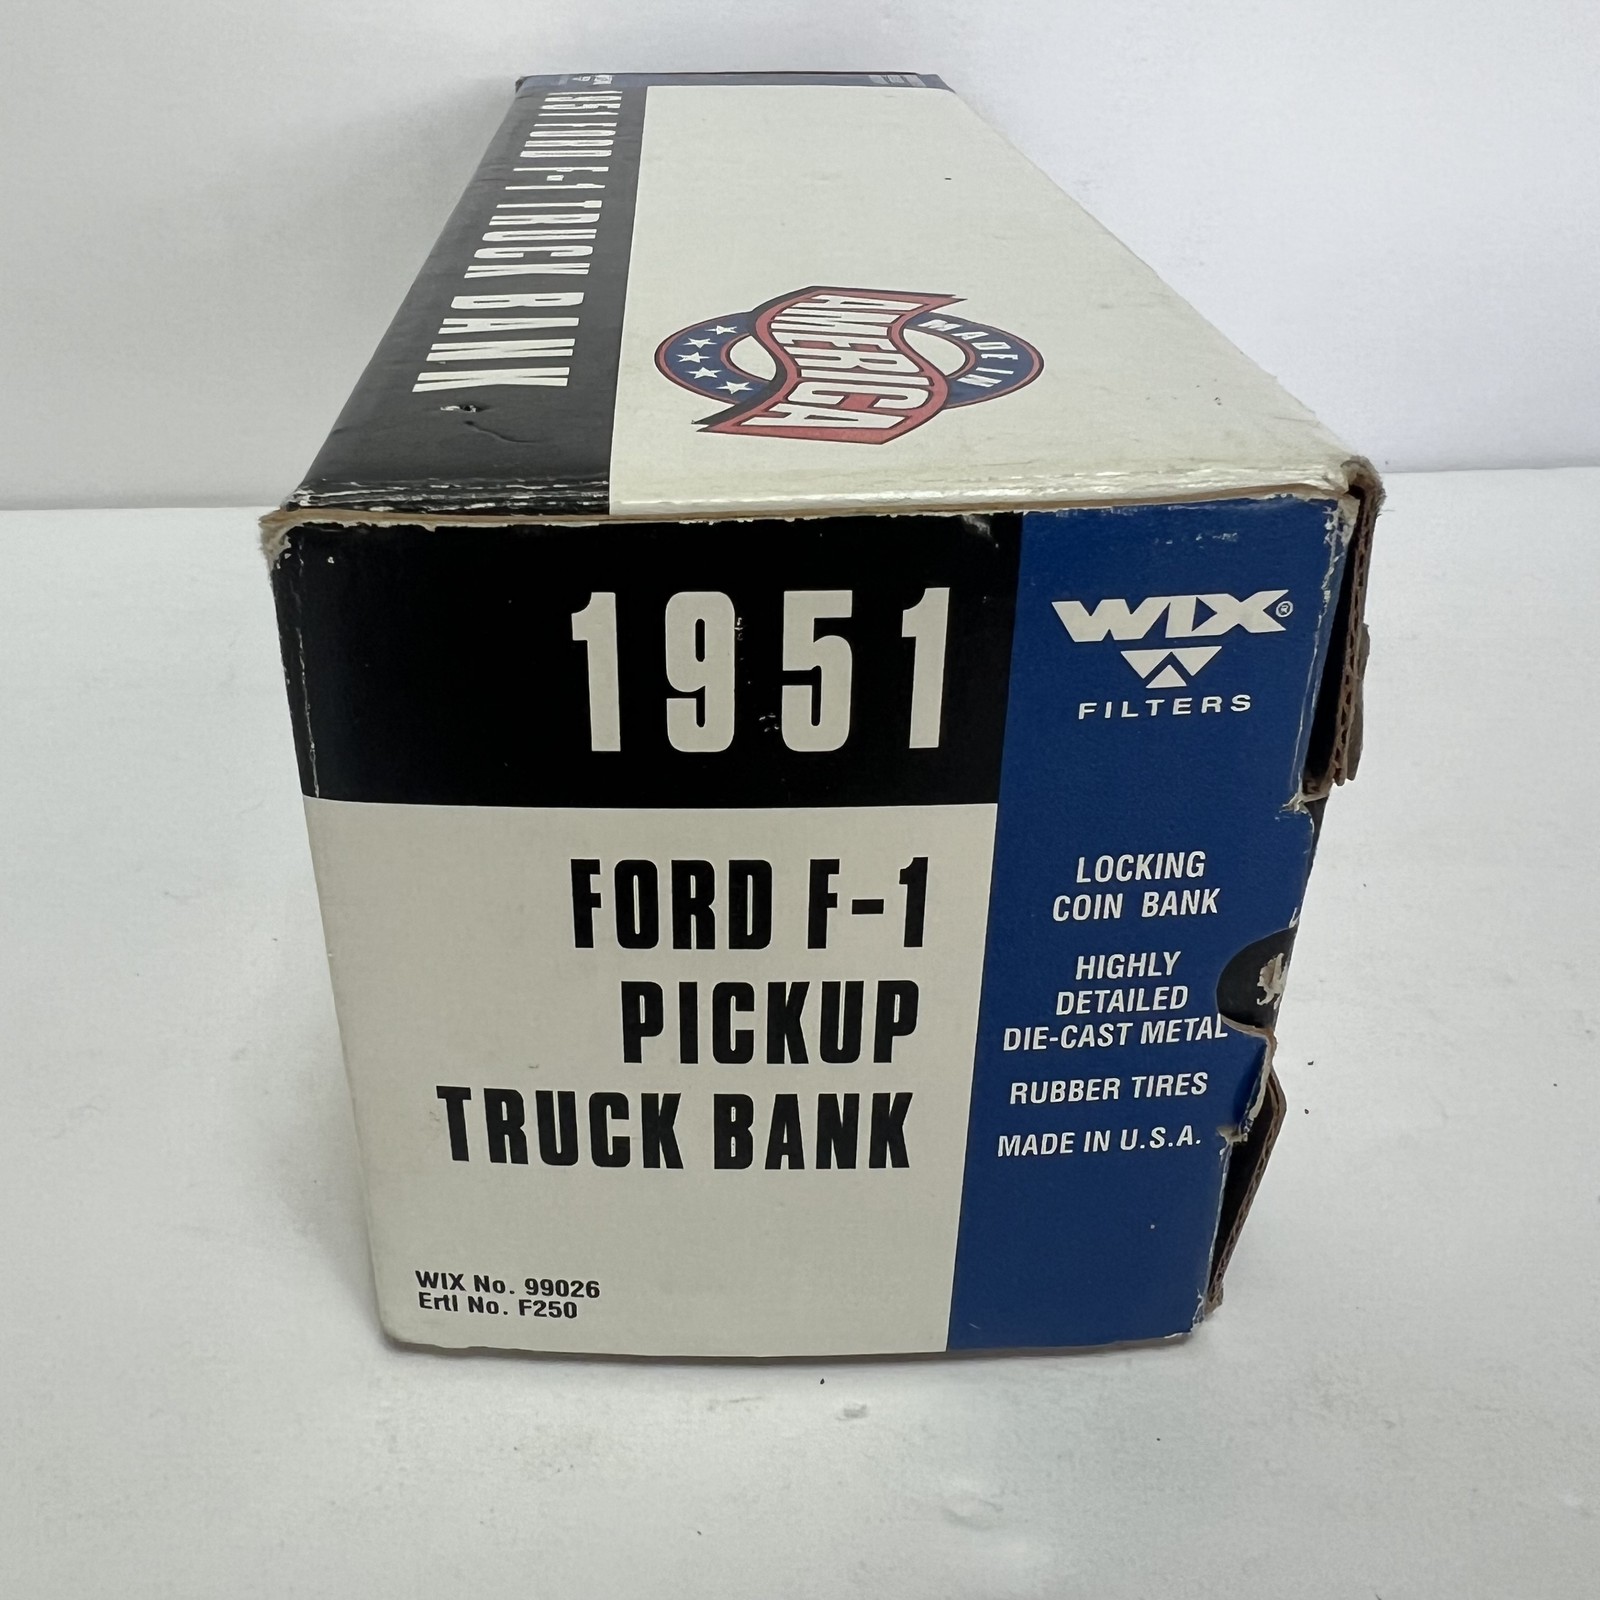 1951 FORD F-1 TRUCK BANK
MADE IN
AMERICA
1951
FORD F-1
PICKUP
TRUCK BANK
WIX No. 99026
Ertl No. F250
WIX®
FILTERS
LOCKING
COIN BANK
HIGHLY
DETAILED
DIE-CAST METAL
RUBBER TIRES
MADE IN U.S.A.